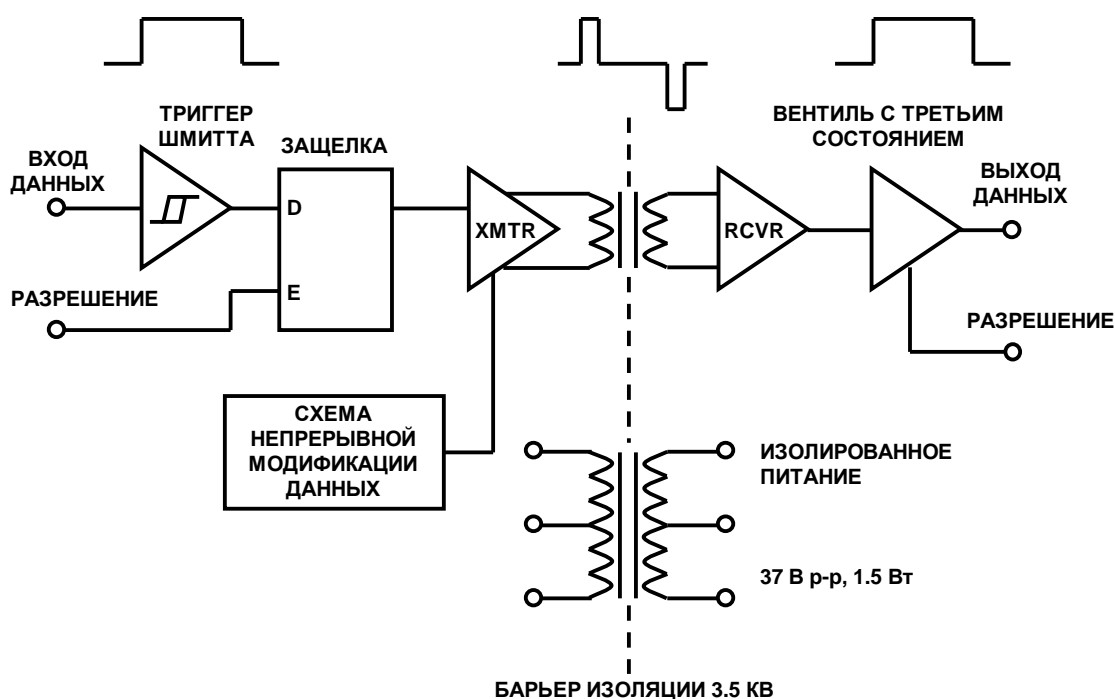 ТРИГГЕР
ШМИТТА
ВЕНТИЛЬ С ТРЕТЬИМ
СОСТОЯНИЕМ
ВХОД
ДАННЫХ
ЗАЩЕЛКА
ВЫХОД
ДАННЫХ
D
XMTR
RCVR
E
РАЗРЕШЕНИЕ
РАЗРЕШЕНИЕ
СХЕМА
НЕПРЕРЫВНОЙ
МОДИФИКАЦИИ
ДАННЫХ
ИЗОЛИРОВАННОЕ
ПИТАНИЕ
37 В p-p, 1.5 Вт
БАРЬЕР ИЗОЛЯЦИИ 3.5 КВ